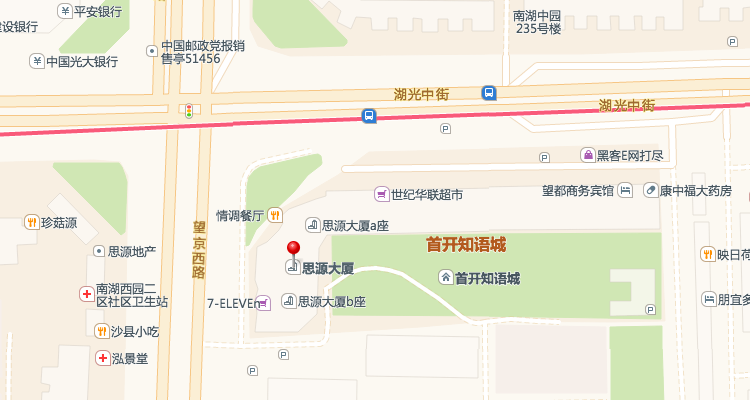 平安银行
建设银行
中国光大银行
中国邮政党报销
售亭51456
南湖中园
235号楼
湖光中街
湖光中街
P
P
P
黑客E网打尽
世纪华联超市
望都商务宾馆
康中福大药房
珍菇源
情调餐厅
思源大厦a座
望京西路
首开知语城
思源地产
思源大厦
首开知语城
映日荷
南湖西园二
区社区卫生站
7-ELEVEn
思源大厦b座
朋宜多
P
沙县小吃
泓景堂
P
P